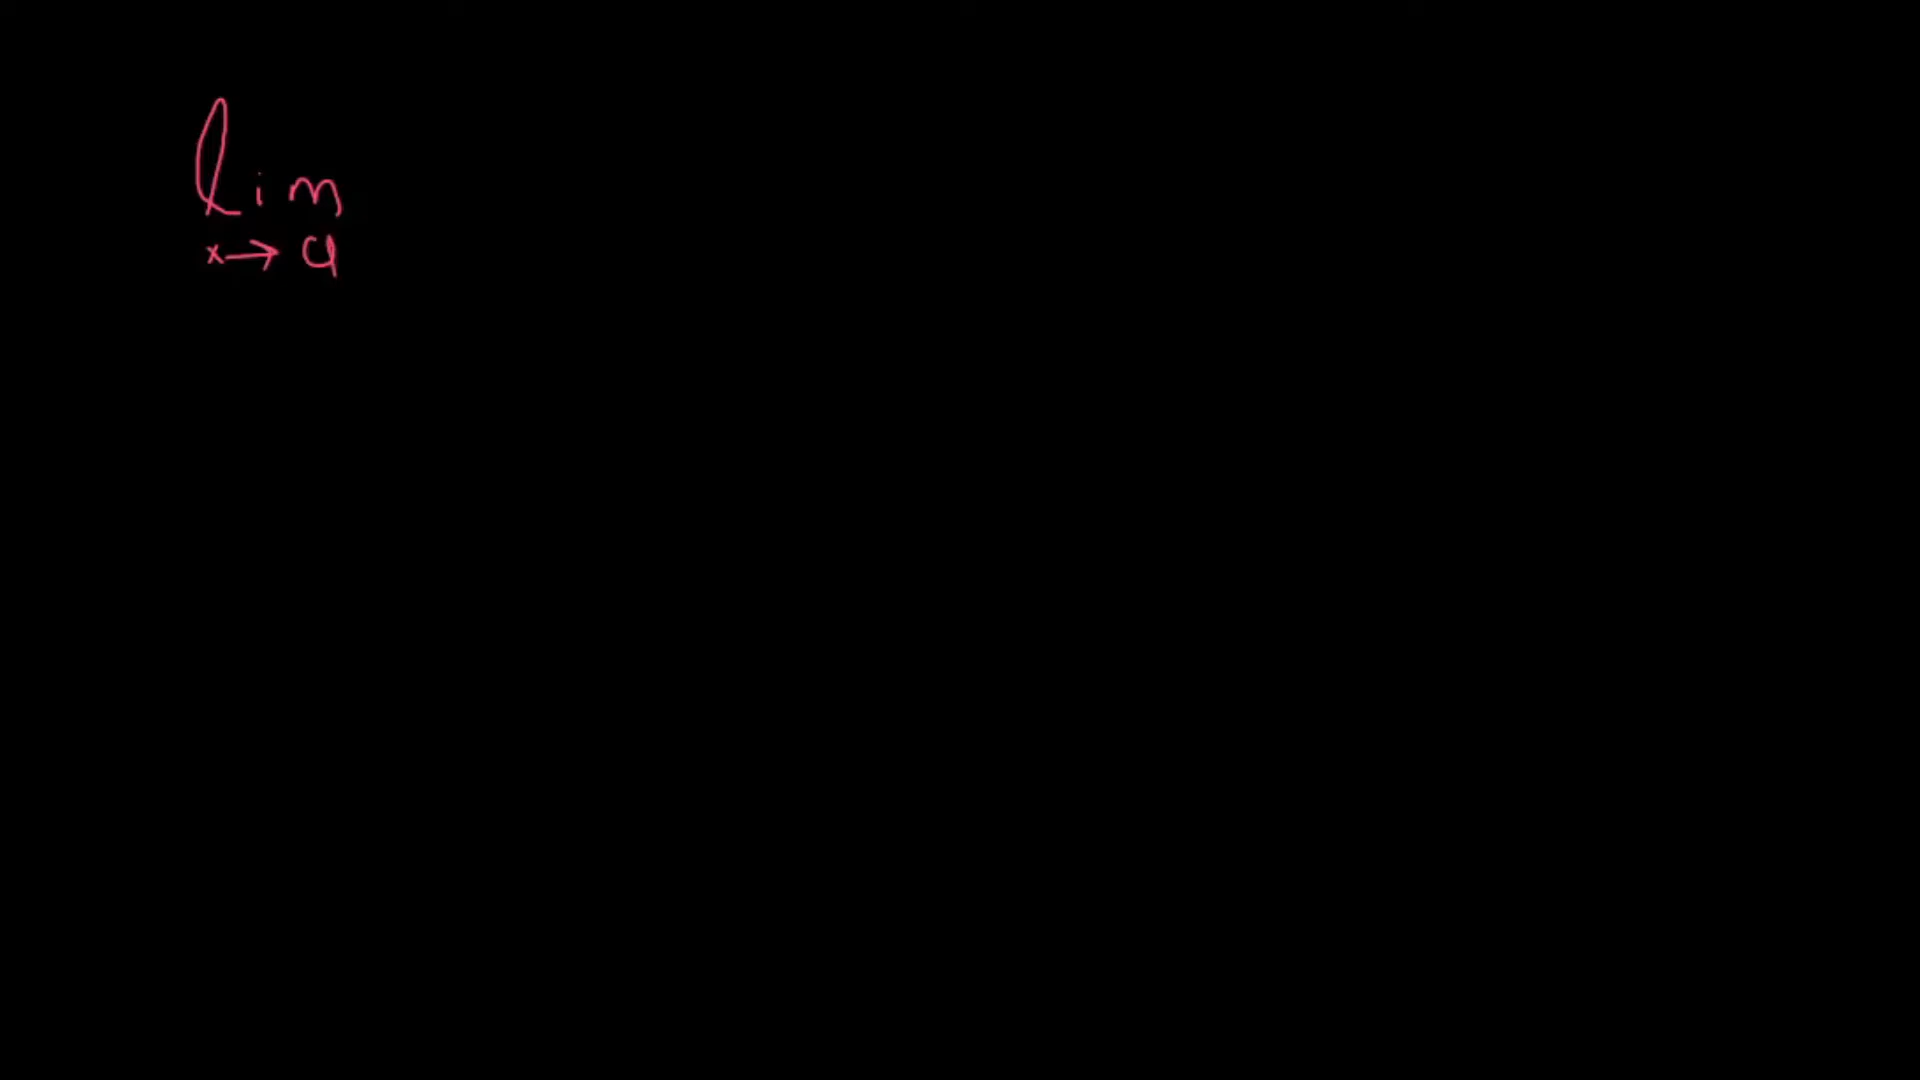 lim
x → a